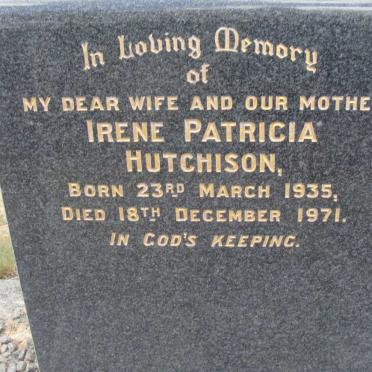 In Loving Memory
of
MY DEAR WIFE AND OUR MOTHE
IRENE PATRICIA
HUTCHISON,
BORN 23RD MARCH 1935,
DIED 18TH DECEMBER 1971.
IN GOD'S KEEPING.